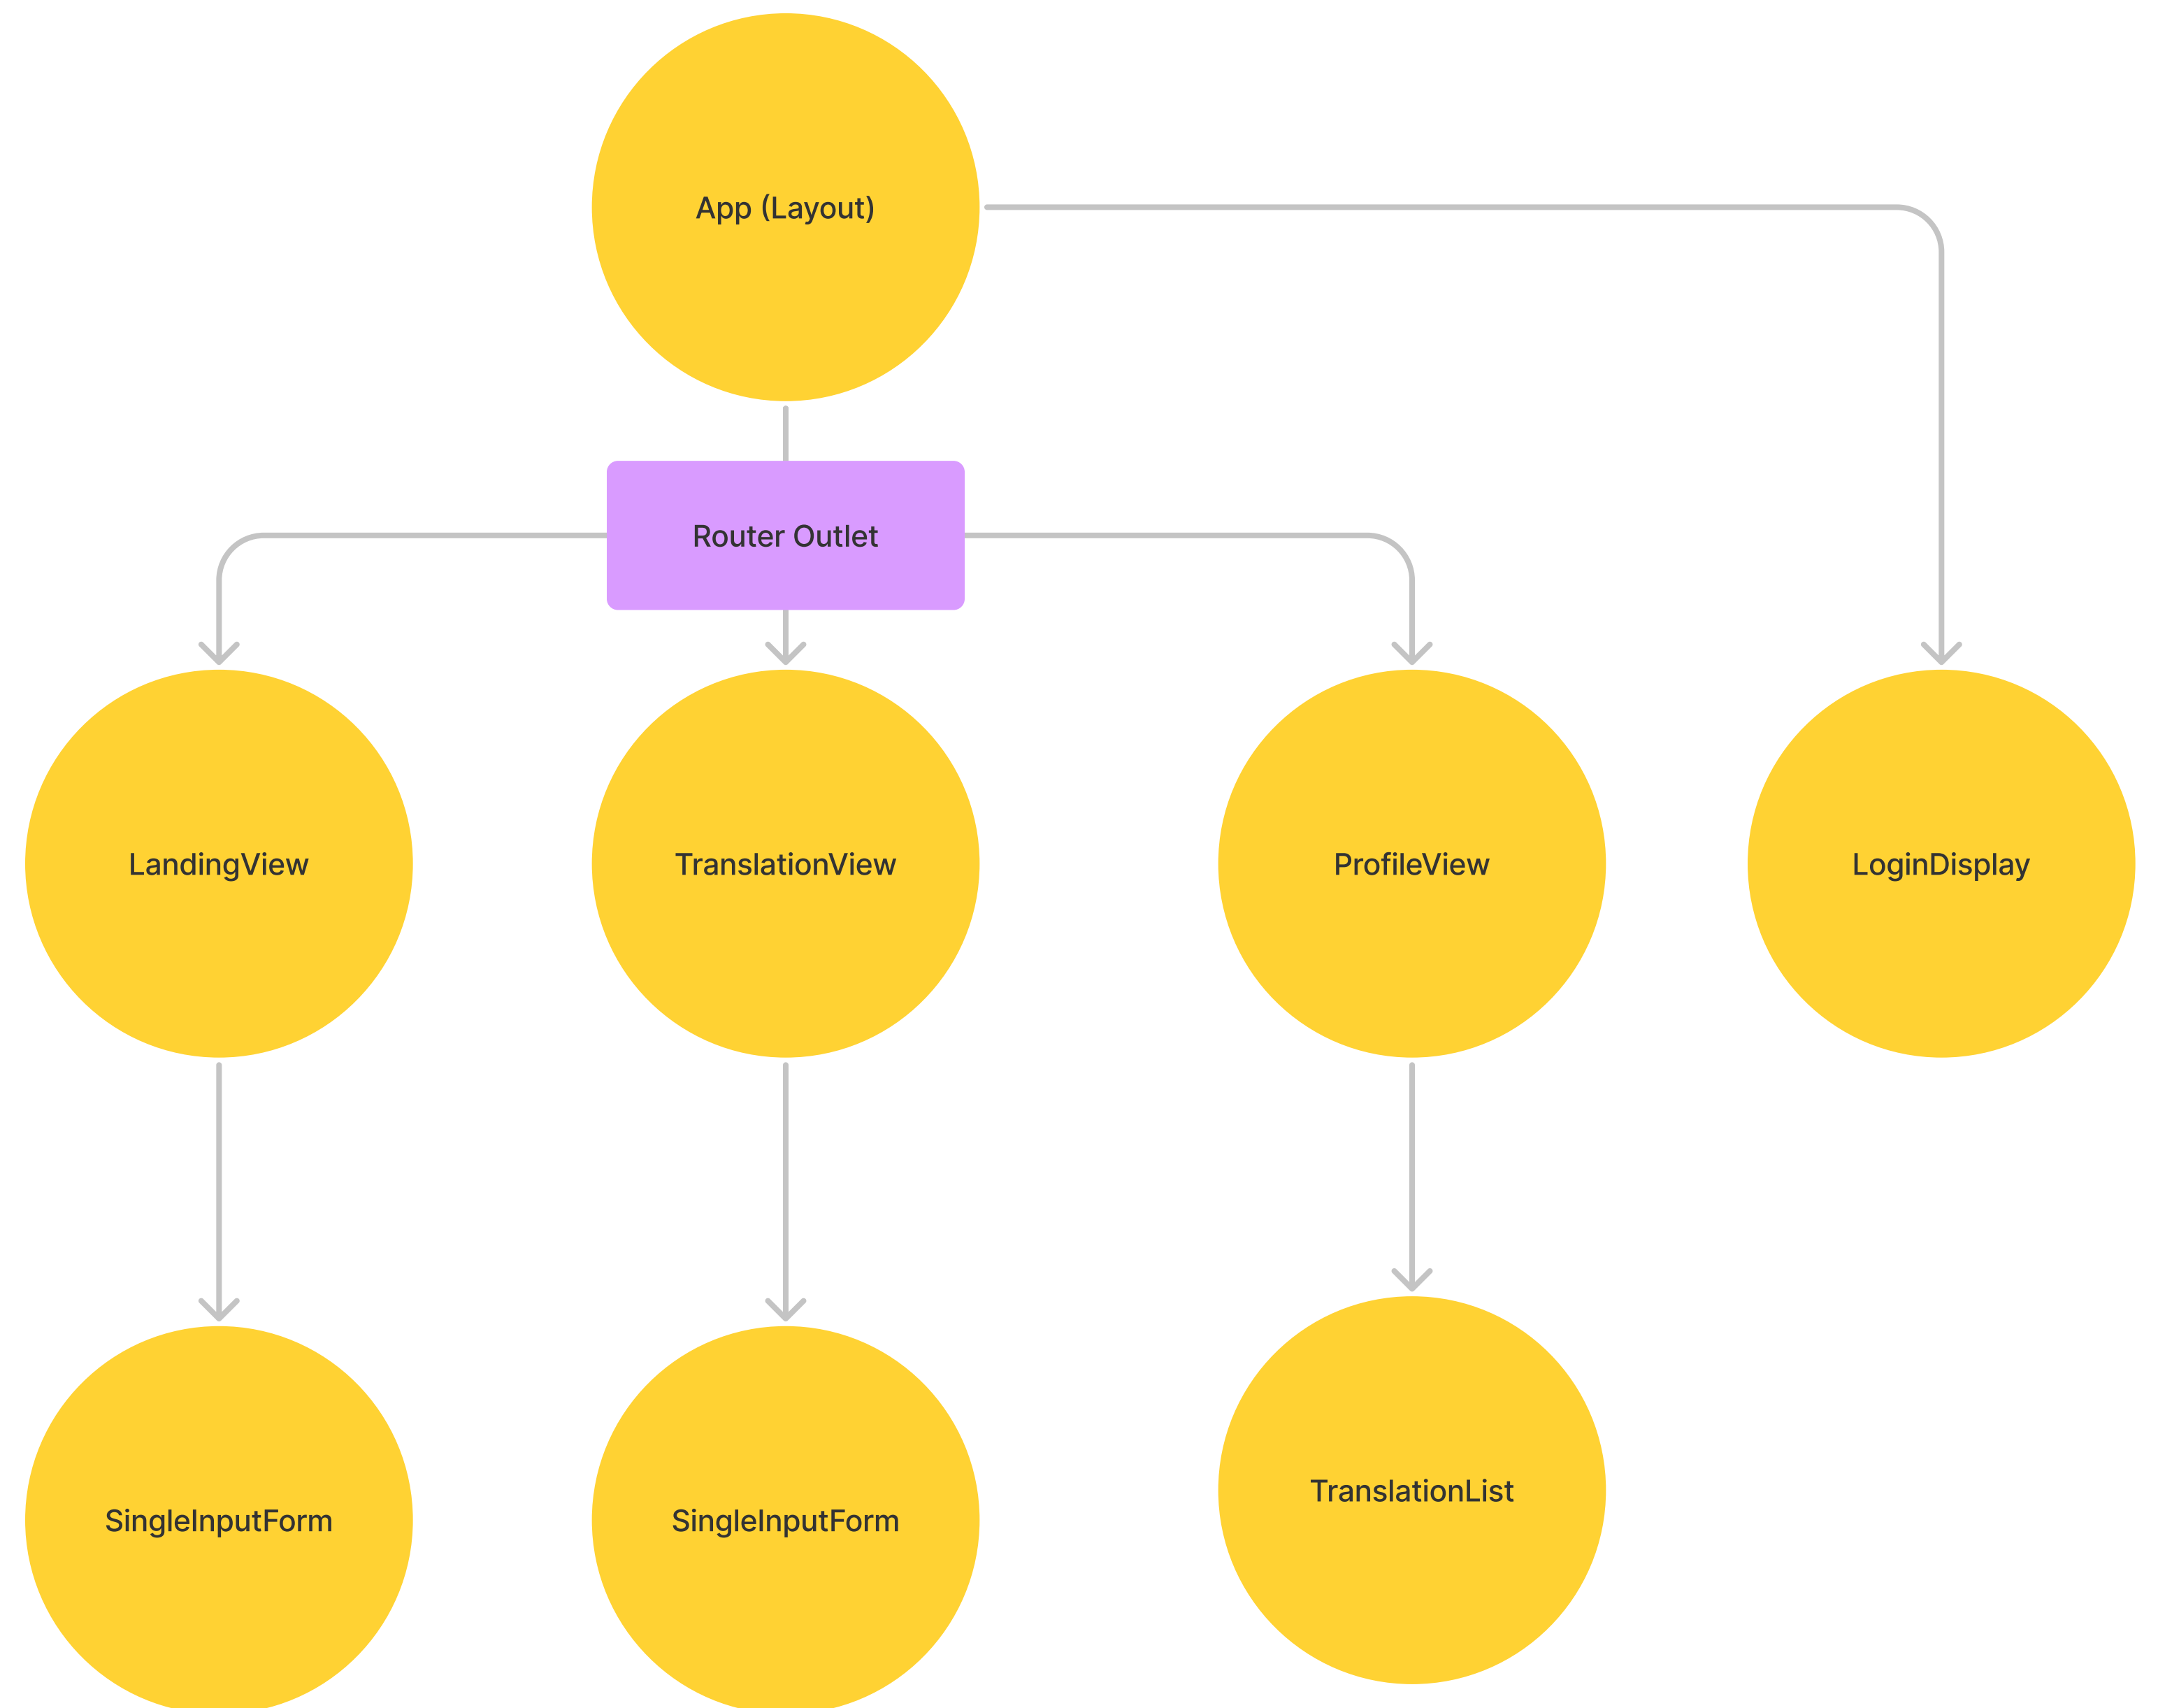 App (Layout)
Router Outlet
LandingView
TranslationView
ProfileView
LoginDisplay
SingleInputForm
SingleInputForm
TranslationList